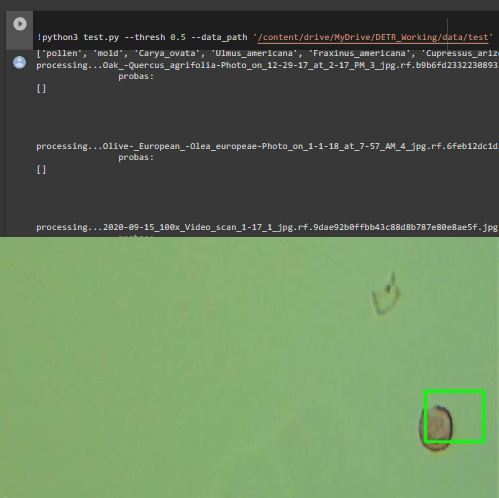 !python3 test.py --thresh 0.5 --data_path '/content/drive/MyDrive/DETR_Working/data/test'
['pollen', 'mold', 'Carya_ovata', 'Ulmus_americana', 'Fraxinus_americana', 'Cupressus_arizo
processing...Oak_-Quercus_agrifolia-Photo_on_12-29-17_at_2-17_PM_3_jpg.rf.b9b6fd2332230893
probas:
[]
processing...Olive-_European_-Olea_europeae-Photo_on_1-1-18_at_7-57_AM_4_jpg.rf.6feb12dc1d
probas:
[]
processing...2020-09-15_100x_Video_scan_1-17_1_jpg.rf.9dae92b0ffbb43c88d8b787e80e8ae5f.jpg